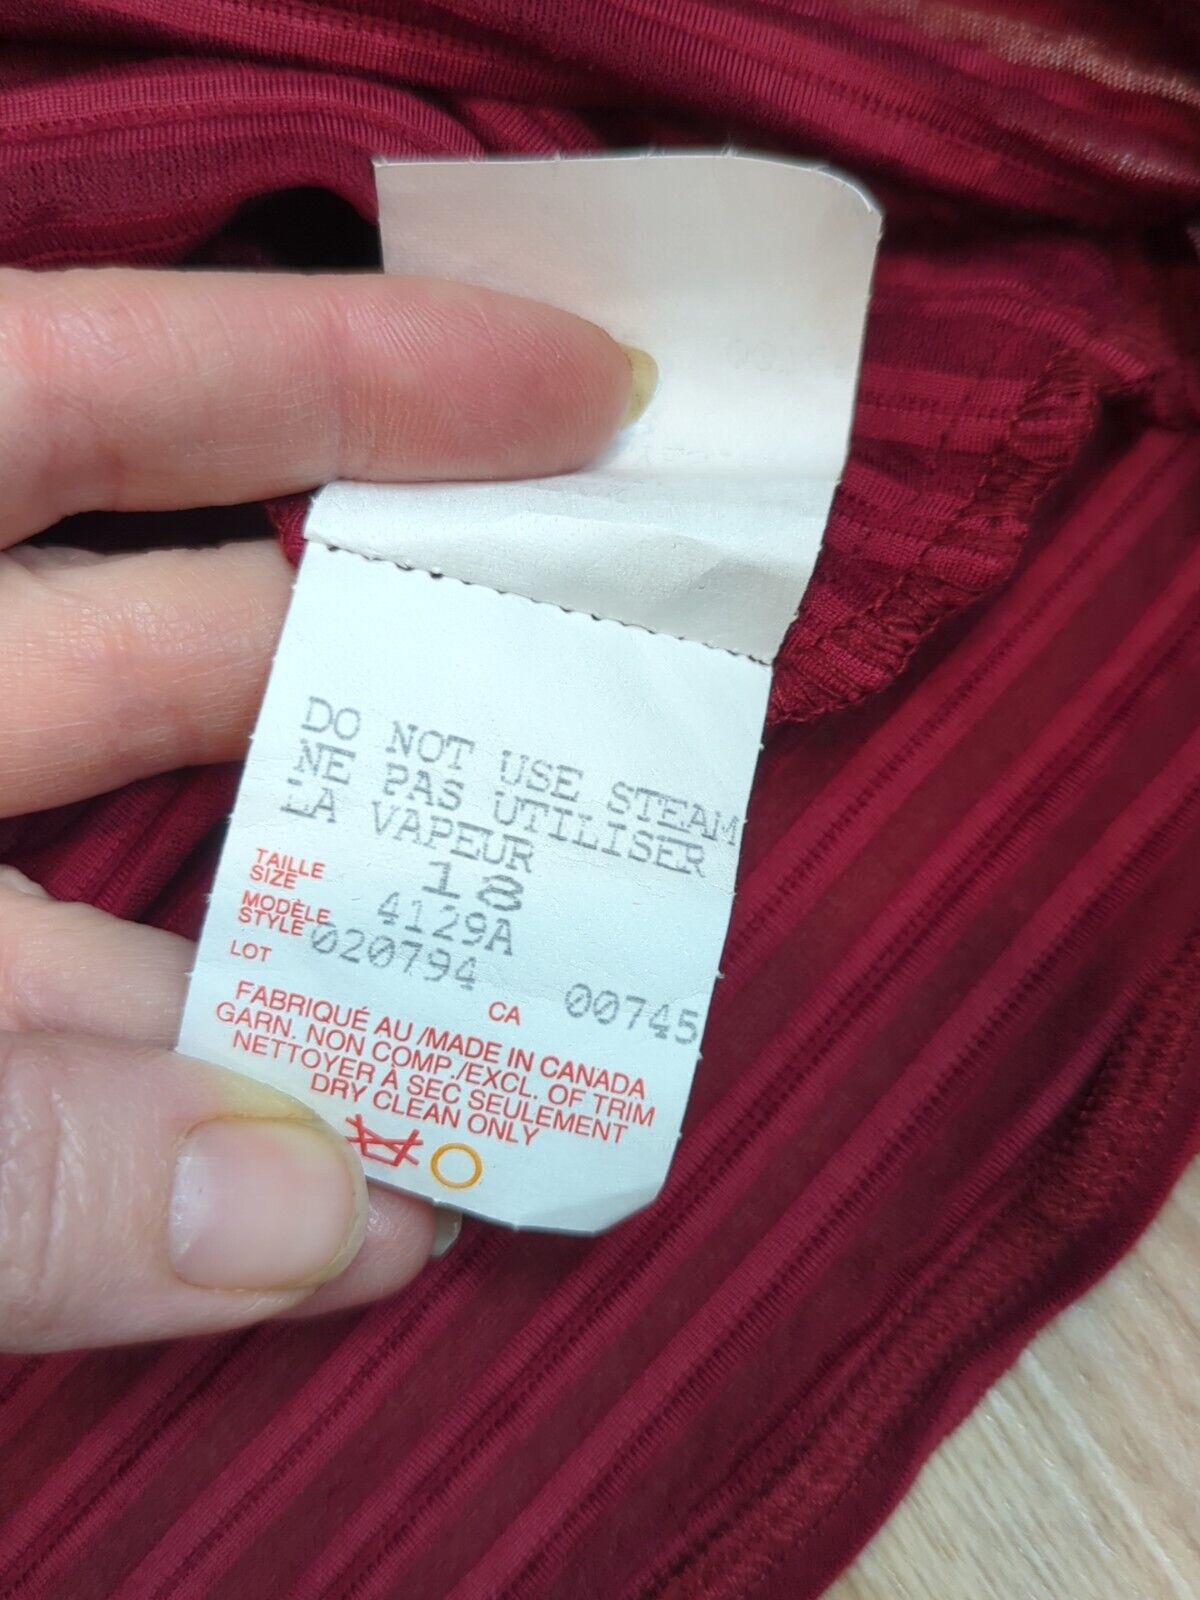 DO NOT USE STEAM
NE PAS UTILISER
LA VAPEUR
TAILLE
SIZE 18
MODÈLE
STYLE 4129A
LOT 020794
CA 00745
FABRIQUÉ AU /MADE IN CANADA
GARN. NON COMP./EXCL. OF TRIM
NETTOYER À SEC SEULEMENT
DRY CLEAN ONLY